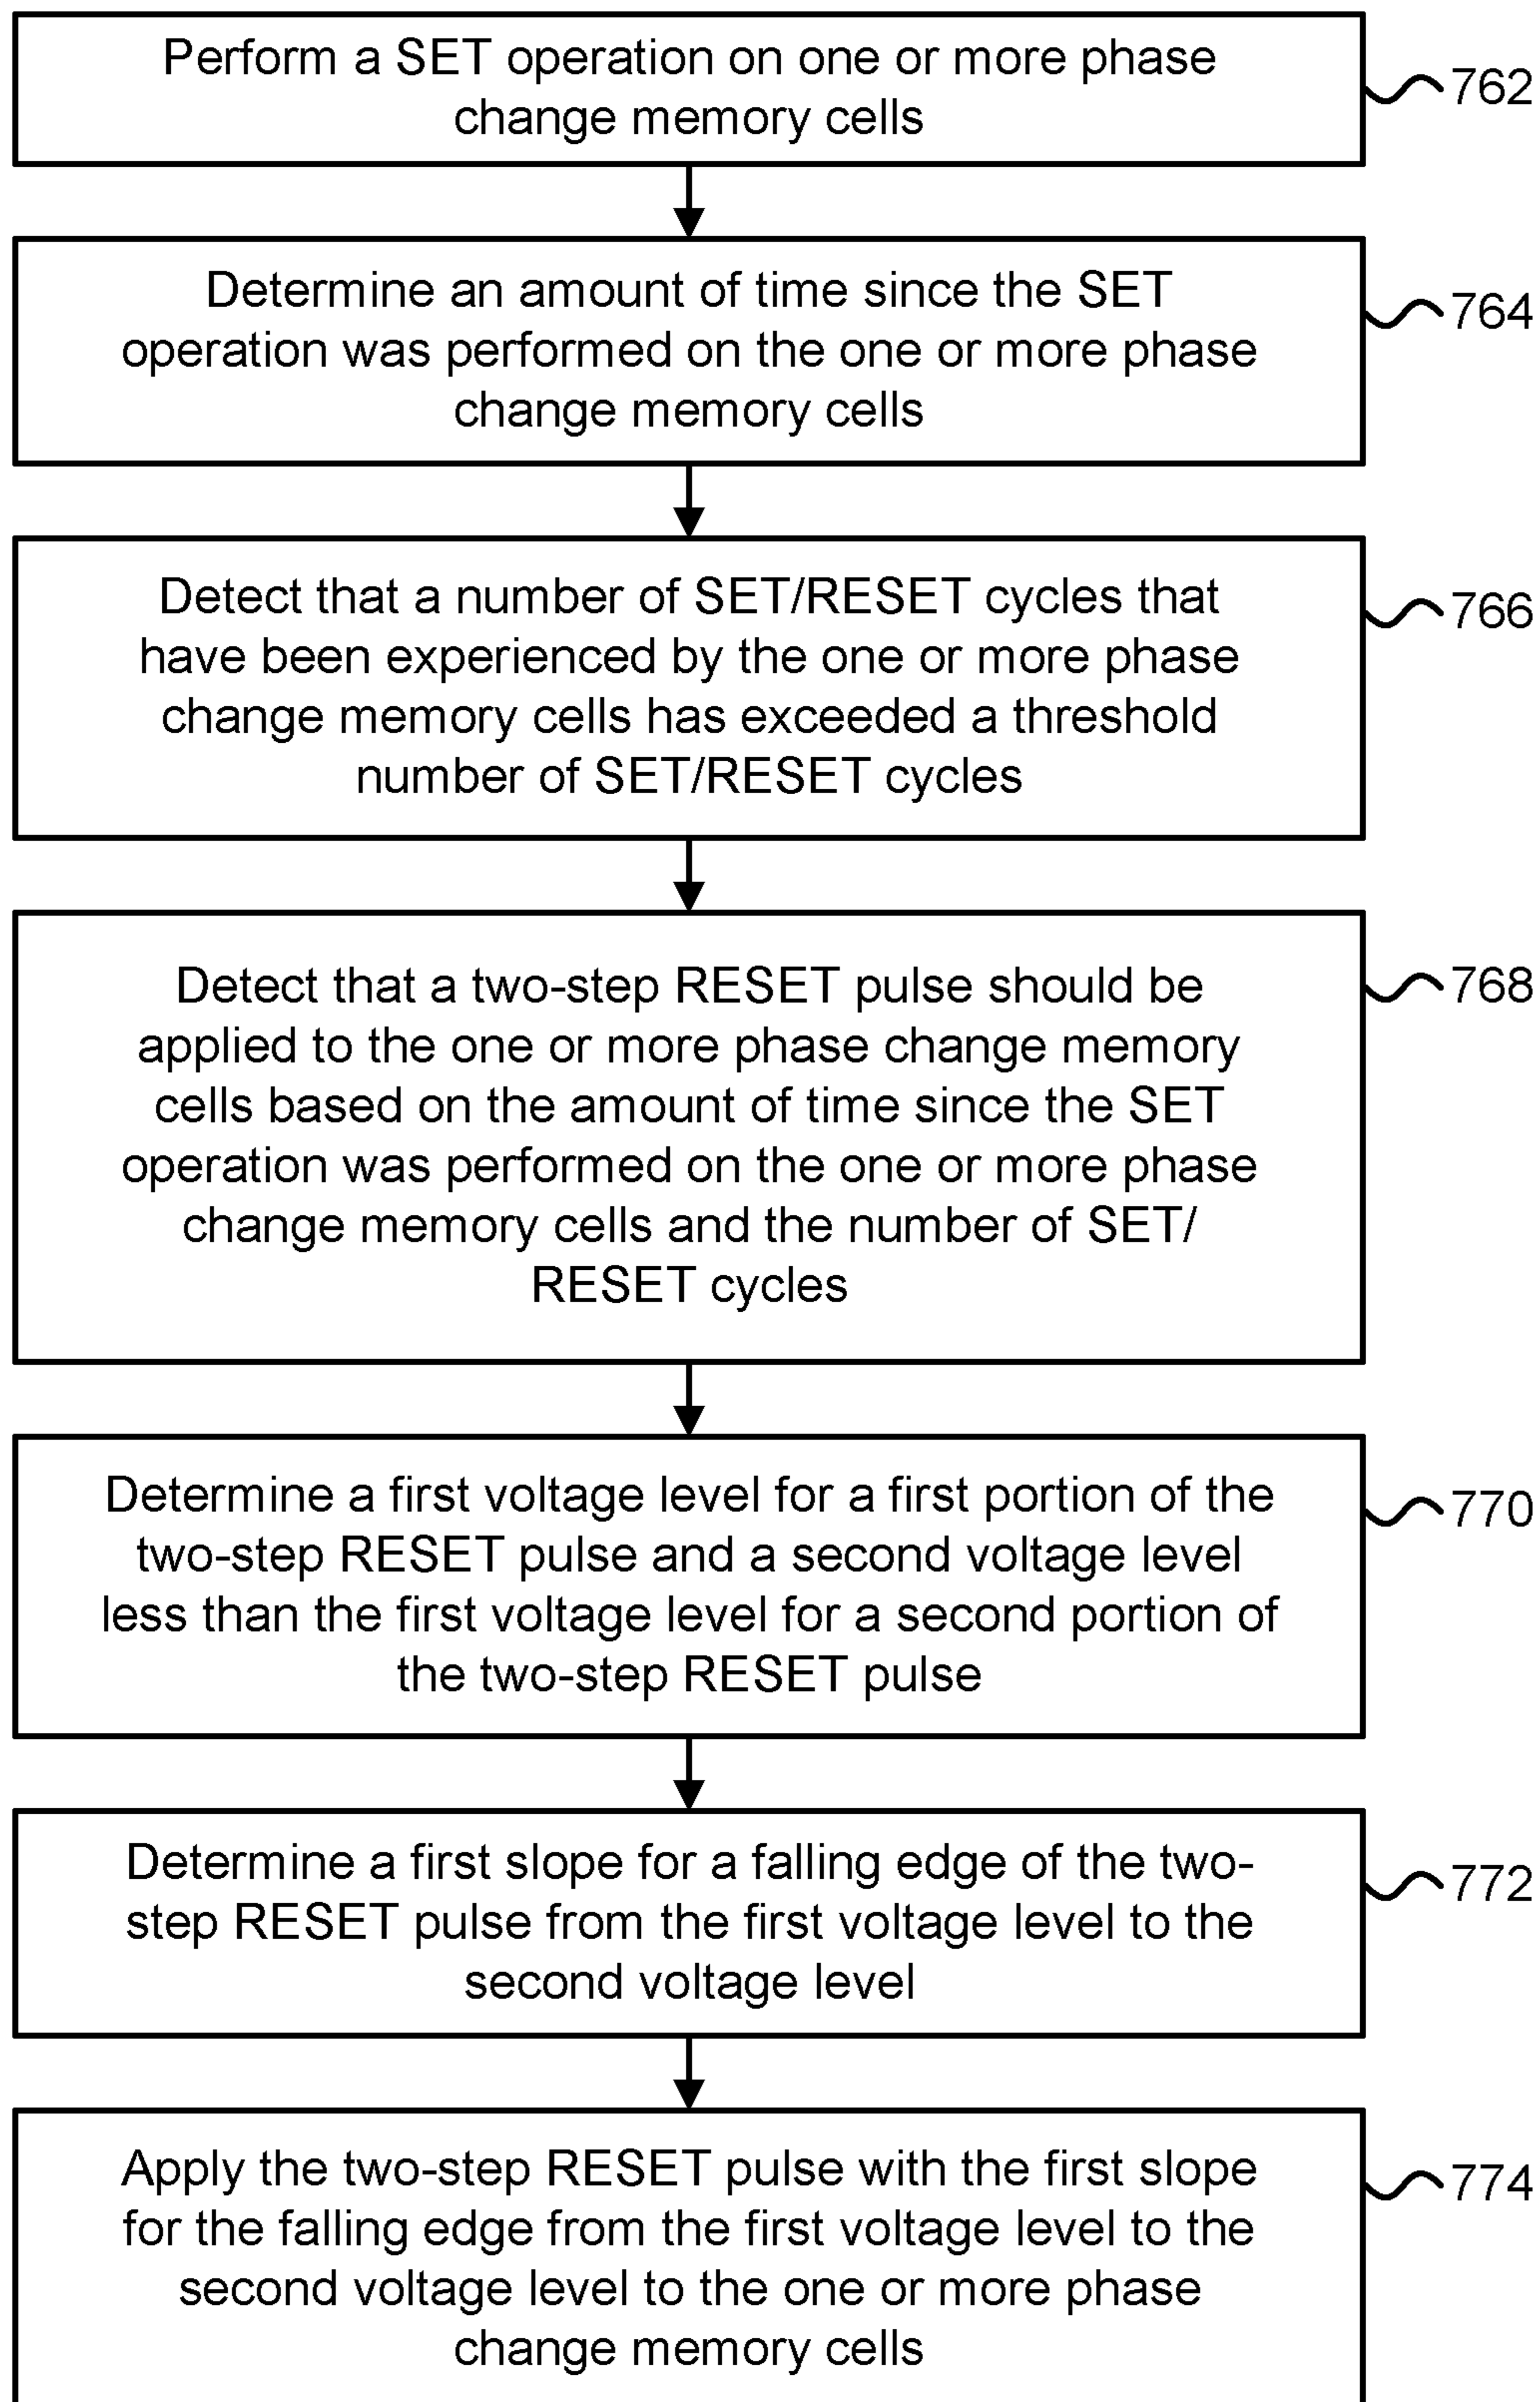 Perform a SET operation on one or more phase
change memory cells
762
Determine an amount of time since the SET
operation was performed on the one or more phase
change memory cells
764
Detect that a number of SET/RESET cycles that
have been experienced by the one or more phase
change memory cells has exceeded a threshold
number of SET/RESET cycles
766
Detect that a two-step RESET pulse should be
applied to the one or more phase change memory
cells based on the amount of time since the SET
operation was performed on the one or more phase
change memory cells and the number of SET/
RESET cycles
768
Determine a first voltage level for a first portion of the
two-step RESET pulse and a second voltage level
less than the first voltage level for a second portion of
the two-step RESET pulse
770
Determine a first slope for a falling edge of the two-
step RESET pulse from the first voltage level to the
second voltage level
772
Apply the two-step RESET pulse with the first slope
for the falling edge from the first voltage level to the
second voltage level to the one or more phase
change memory cells
774